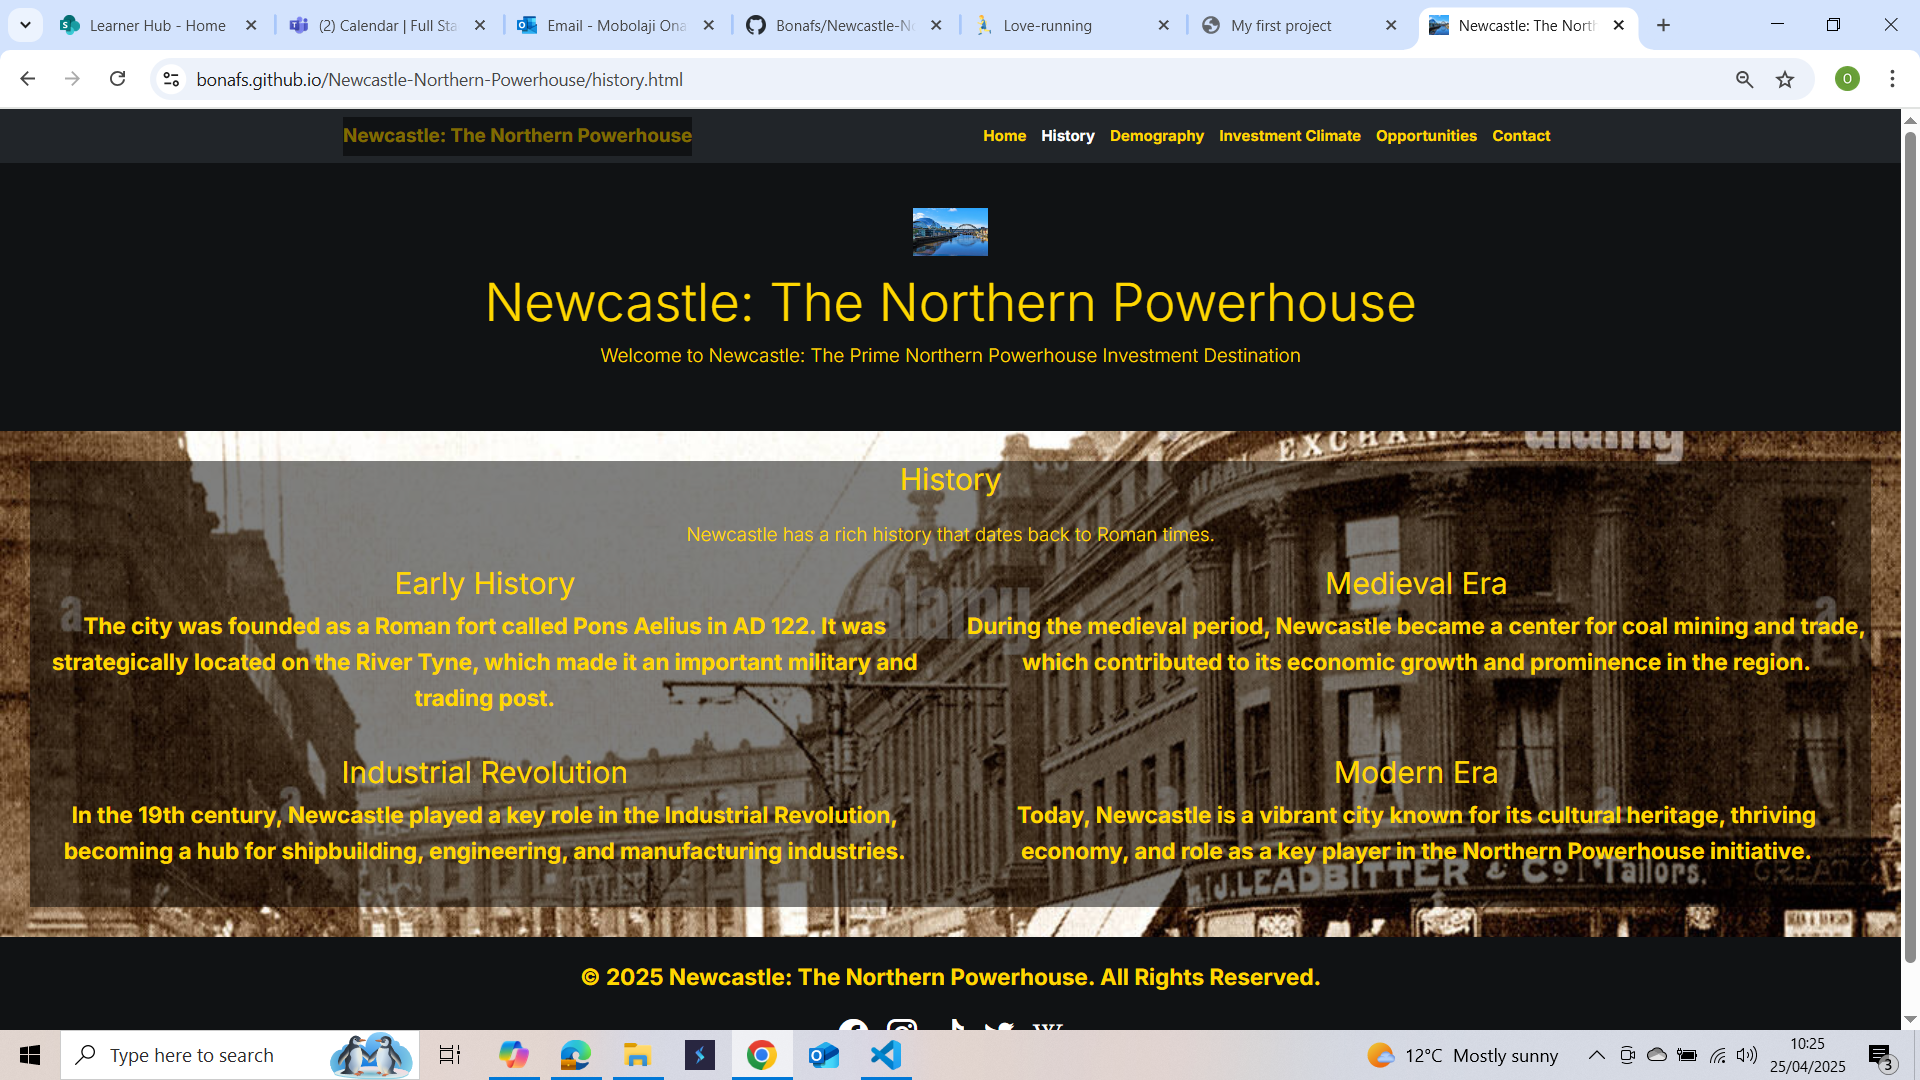 Learner Hub - Home
(2) Calendar | Full Sta
Email - Mobolaji Ona
Bonafs/Newcastle-No
Love-running
My first project
Newcastle: The North
bonafs.github.io/Newcastle-Northern-Powerhouse/history.html
O
Newcastle: The Northern Powerhouse
Home History Demography Investment Climate Opportunities Contact
Newcastle: The Northern Powerhouse
Welcome to Newcastle: The Prime Northern Powerhouse Investment Destination
EXCHANGE
alamy
History
Newcastle has a rich history that dates back to Roman times.
Early History
The city was founded as a Roman fort called Pons Aelius in AD 122. It was
strategically located on the River Tyne, which made it an important military and
trading post.
Medieval Era
During the medieval period, Newcastle became a center for coal mining and trade,
which contributed to its economic growth and prominence in the region.
a
alamy
a
Industrial Revolution
In the 19th century, Newcastle played a key role in the Industrial Revolution,
becoming a hub for shipbuilding, engineering, and manufacturing industries.
Modern Era
Today, Newcastle is a vibrant city known for its cultural heritage, thriving
economy, and role as a key player in the Northern Powerhouse initiative.
J. LEADBITTER & Co. Tailors.
© 2025 Newcastle: The Northern Powerhouse. All Rights Reserved.
W
Type here to search
12°C Mostly sunny
10:25
25/04/2025
3